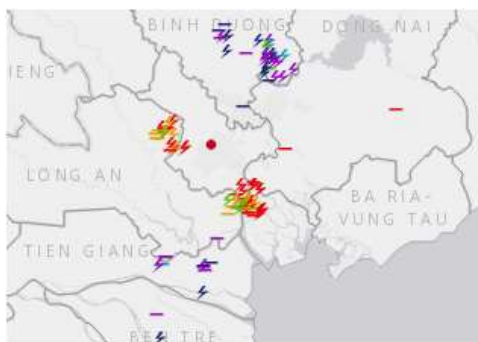 BINH DUONG
DONG NAI
IENG
LONG AN
BA RIA-
VUNG TAU
TIEN GIANG
BEN TRE